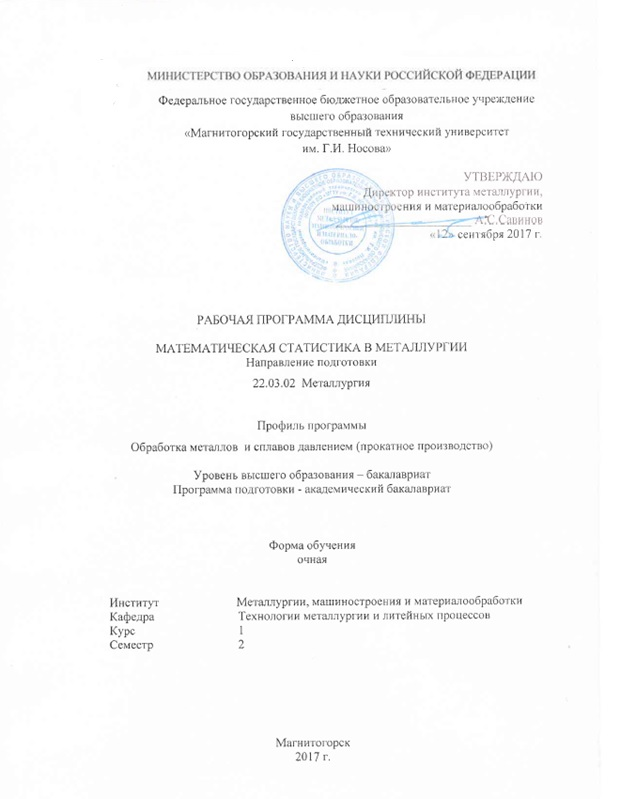 МИНИСТЕРСТВО ОБРАЗОВАНИЯ И НАУКИ РОССИЙСКОЙ ФЕДЕРАЦИИ
Федеральное государственное бюджетное образовательное учреждение
высшего образования
«Магнитогорский государственный технический университет
им. Г.И. Носова»
УТВЕРЖДАЮ
Директор института металлургии,
машиностроения и материалообработки
А.С.Савинов
«12» сентября 2017 г.
РАБОЧАЯ ПРОГРАММА ДИСЦИПЛИНЫ
МАТЕМАТИЧЕСКАЯ СТАТИСТИКА В МЕТАЛЛУРГИИ
Направление подготовки
22.03.02 Металлургия
Профиль программы
Обработка металлов и сплавов давлением (прокатное производство)
Уровень высшего образования – бакалавриат
Программа подготовки - академический бакалавриат
Форма обучения
очная
Институт Металлургии, машиностроения и материалообработки
Кафедра Технологии металлургии и литейных процессов
Курс 1
Семестр 2
Магнитогорск
2017 г.